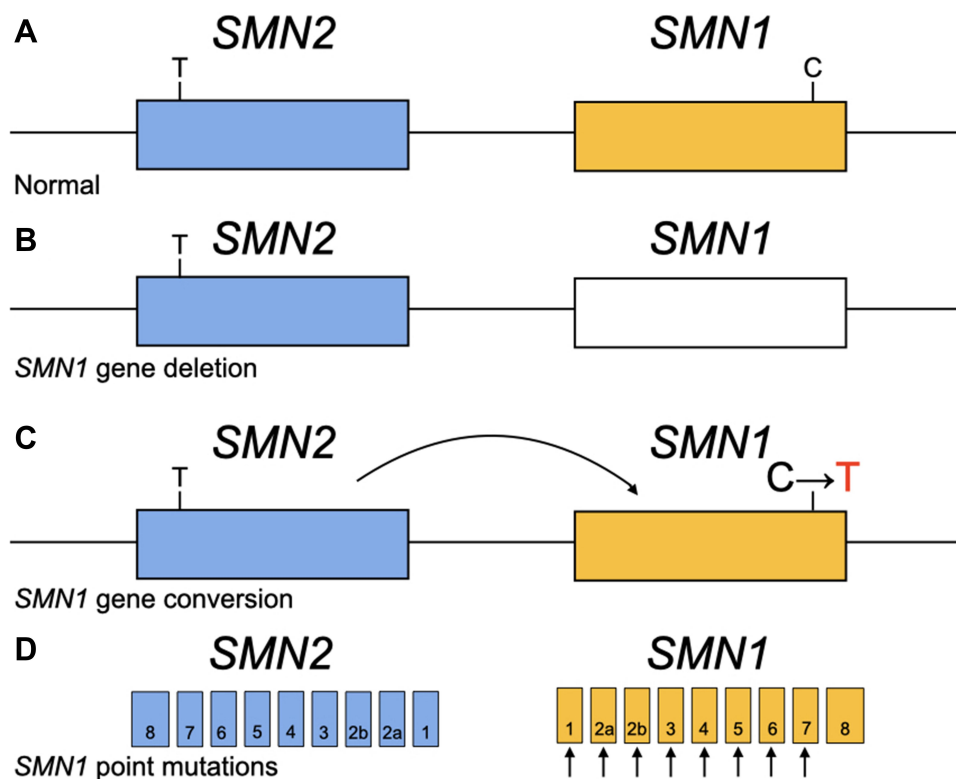 A
SMN2 SMN1
T C
Normal
B
SMN2 SMN1
T
SMN1 gene deletion
C
SMN2 SMN1
T C→T
SMN1 gene conversion
D
SMN2 SMN1
8 7 6 5 4 3 2b 2a 1 1 2a 2b 3 4 5 6 7 8
SMN1 point mutations